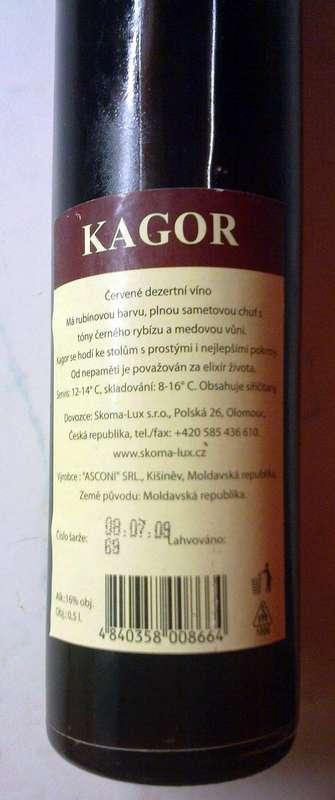 KAGOR
Červené dezertní víno
Má rubínovou barvu, plnou sametovou chuť s
tóny černého rybízu a medovou vůní.
Kagor se hodí ke stolům s prostými i nejlepšími pokrmy.
Od nepaměti je považován za elixír života.
Servis: 12-14° C, skladování: 8-16° C. Obsahuje siřičitany.
Dovozce: Skoma-Lux s.r.o., Polská 26, Olomouc,
Česká republika, tel./fax: +420 585 436 610.
www.skoma-lux.cz
Výrobce : "ASCONI" SRL., Kišiněv, Moldavská republika.
Země původu: Moldavská republika.
Číslo šarže: 08.07.09 Lahvováno:
69
Alk.:16% obj.
Obj.: 0,5 l.
4 840358 008664